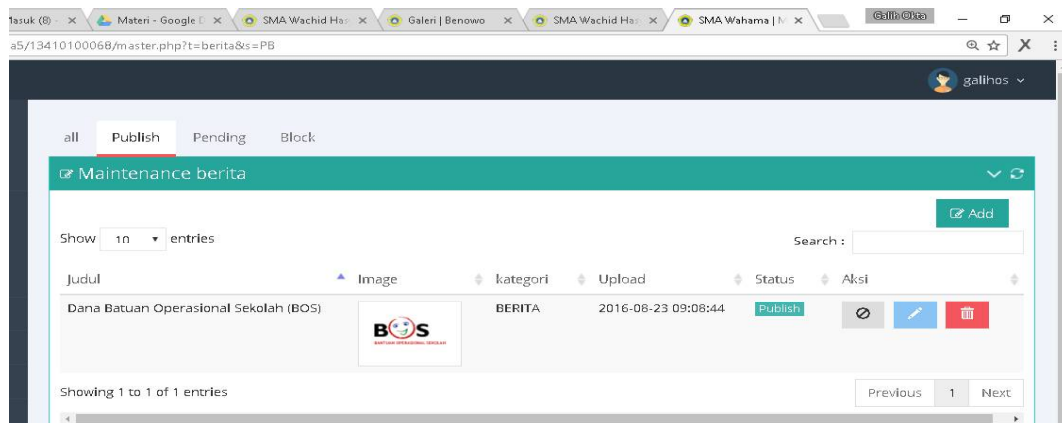 Masuk (8) -
Materi - Google D
SMA Wachid Has
Galeri | Benowo
SMA Wachid Has
SMA Wahama | M
Galih Okta
a5/13410100068/master.php?t=berita&s=PB
galihos
all
Publish
Pending
Block
Maintenance berita
Add
Show 10 entries
Search :
Judul Image kategori Upload Status Aksi
Dana Batuan Operasional Sekolah (BOS) BERITA 2016-08-23 09:08:44 Publish
BOS
BANTUAN OPERASIONAL SEKOLAH
Showing 1 to 1 of 1 entries
Previous 1 Next